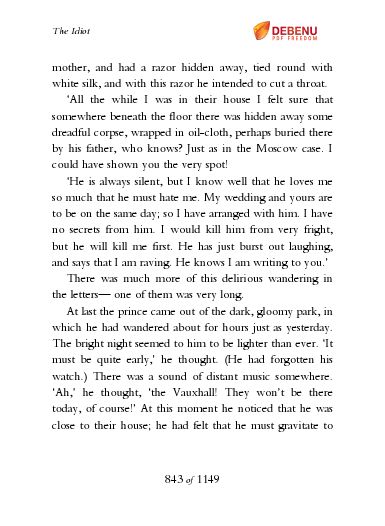 The Idiot
DEBENU
PDF FREEDOM
mother, and had a razor hidden away, tied round with
white silk, and with this razor he intended to cut a throat.
‘All the while I was in their house I felt sure that
somewhere beneath the floor there was hidden away some
dreadful corpse, wrapped in oil-cloth, perhaps buried there
by his father, who knows? Just as in the Moscow case. I
could have shown you the very spot!
‘He is always silent, but I know well that he loves me
so much that he must hate me. My wedding and yours are
to be on the same day; so I have arranged with him. I have
no secrets from him. I would kill him from very fright,
but he will kill me first. He has just burst out laughing,
and says that I am raving. He knows I am writing to you.’
There was much more of this delirious wandering in
the letters— one of them was very long.
At last the prince came out of the dark, gloomy park, in
which he had wandered about for hours just as yesterday.
The bright night seemed to him to be lighter than ever. ‘It
must be quite early,’ he thought. (He had forgotten his
watch.) There was a sound of distant music somewhere.
‘Ah,’ he thought, ‘the Vauxhall! They won’t be there
today, of course!’ At this moment he noticed that he was
close to their house; he had felt that he must gravitate to
843 of 1149